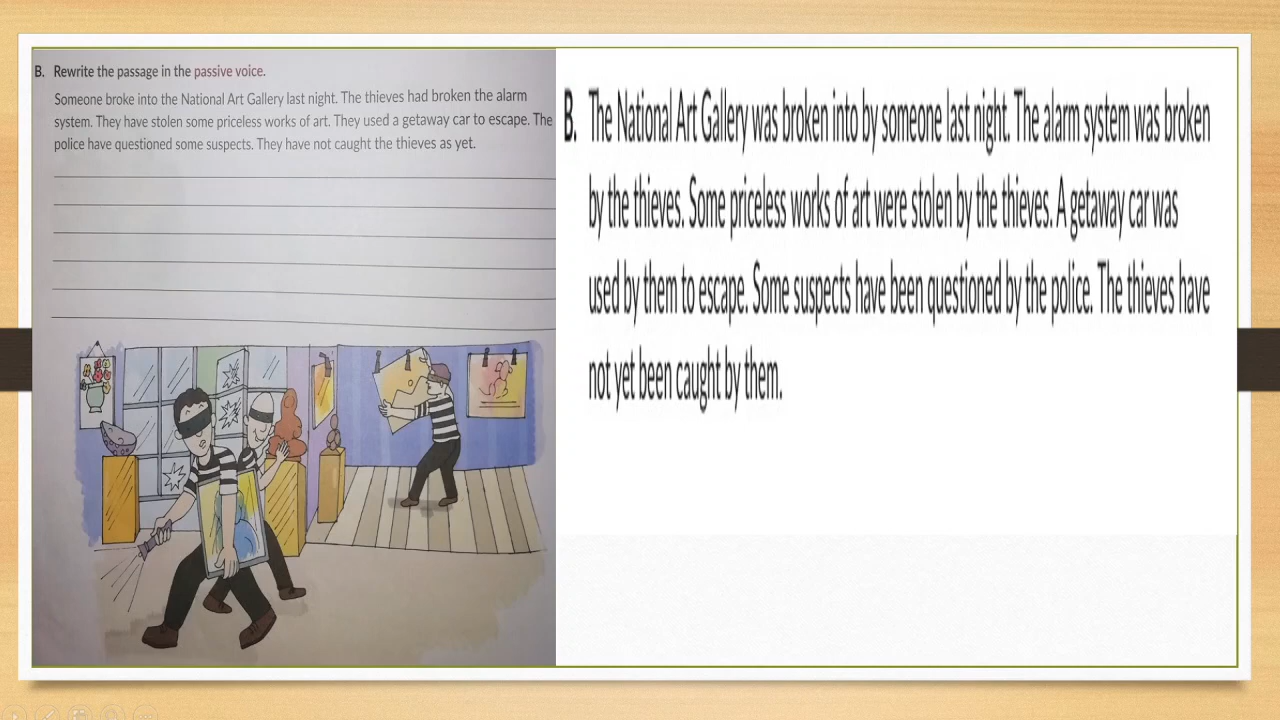 B. Rewrite the passage in the passive voice.
Someone broke into the National Art Gallery last night. The thieves had broken the alarm
system. They have stolen some priceless works of art. They used a getaway car to escape. The
police have questioned some suspects. They have not caught the thieves as yet.
B. The National Art Gallery was broken into by someone last night. The alarm system was broken
by the thieves. Some priceless works of art were stolen by the thieves. A getaway car was
used by them to escape. Some suspects have been questioned by the police. The thieves have
not yet been caught by them.